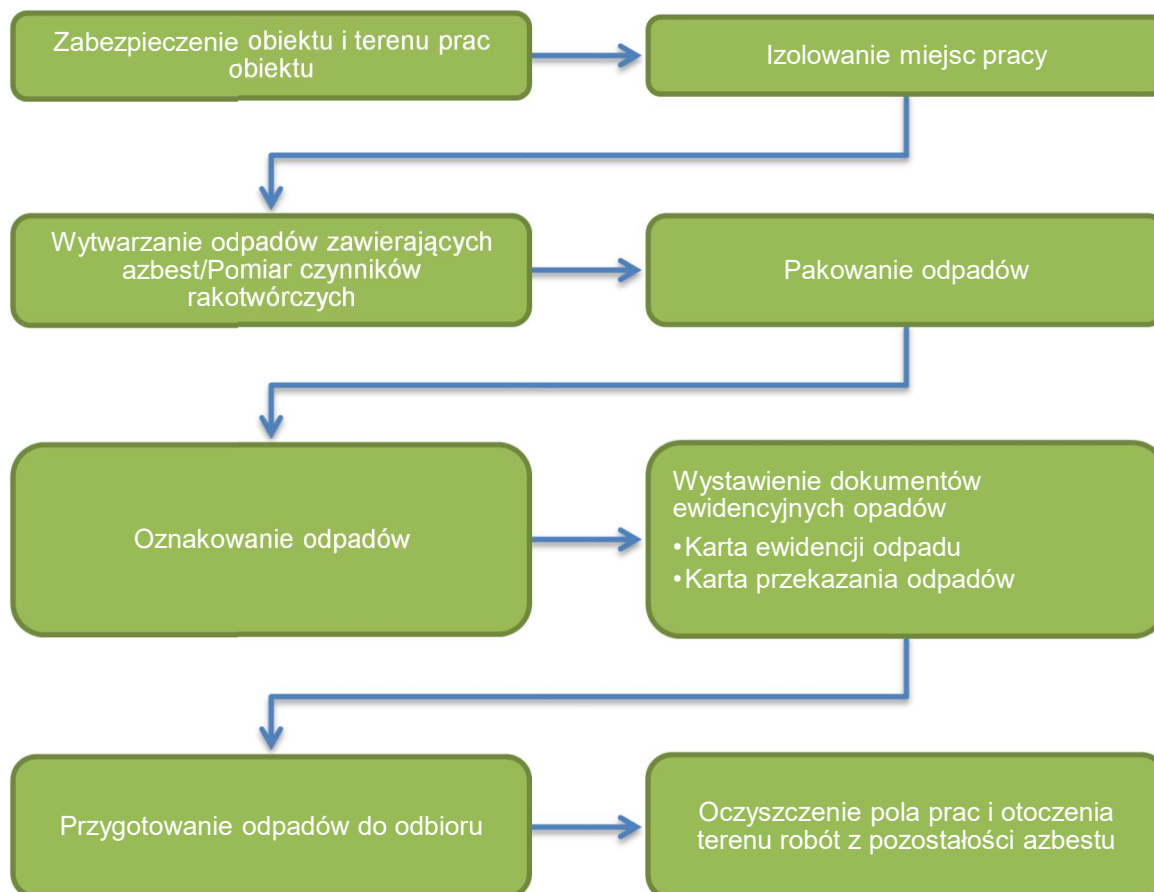 Zabezpieczenie obiektu i terenu prac
obiektu
Izolowanie miejsc pracy
Wytwarzanie odpadów zawierających
azbest/Pomiar czynników
rakotwórczych
Pakowanie odpadów
Oznakowanie odpadów
Wystawienie dokumentów
ewidencyjnych opadów
•Karta ewidencji odpadu
•Karta przekazania odpadów
Przygotowanie odpadów do odbioru
Oczyszczenie pola prac i otoczenia
terenu robót z pozostałości azbestu